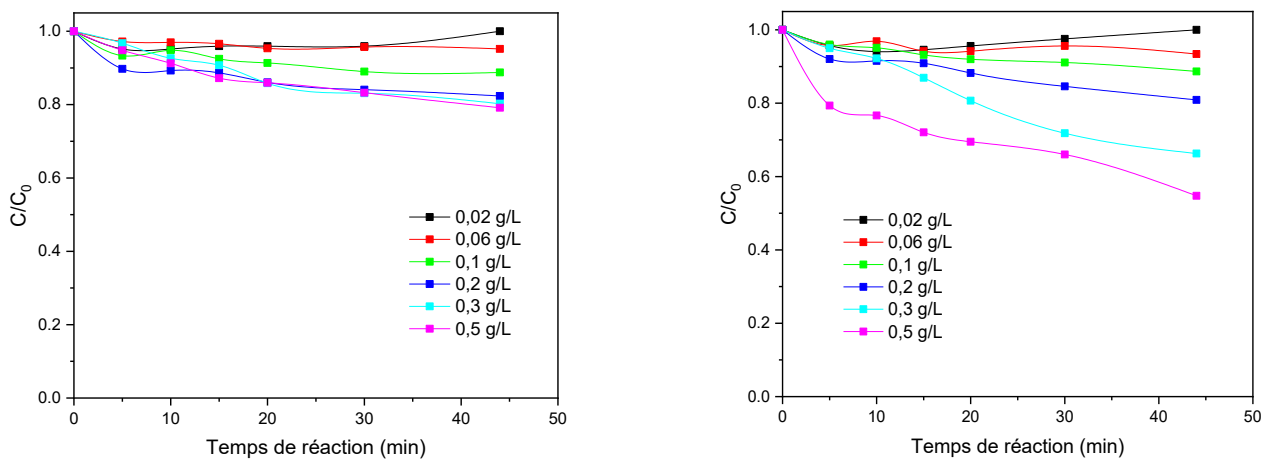 1.0
0.8
0.6
0.4
0.2
0.0
C/C0
0,02 g/L
0,06 g/L
0,1 g/L
0,2 g/L
0,3 g/L
0,5 g/L
0 10 20 30 40 50
Temps de réaction (min)
1.0
0.8
0.6
0.4
0.2
0.0
C/C0
0,02 g/L
0,06 g/L
0,1 g/L
0,2 g/L
0,3 g/L
0,5 g/L
0 10 20 30 40 50
Temps de réaction (min)